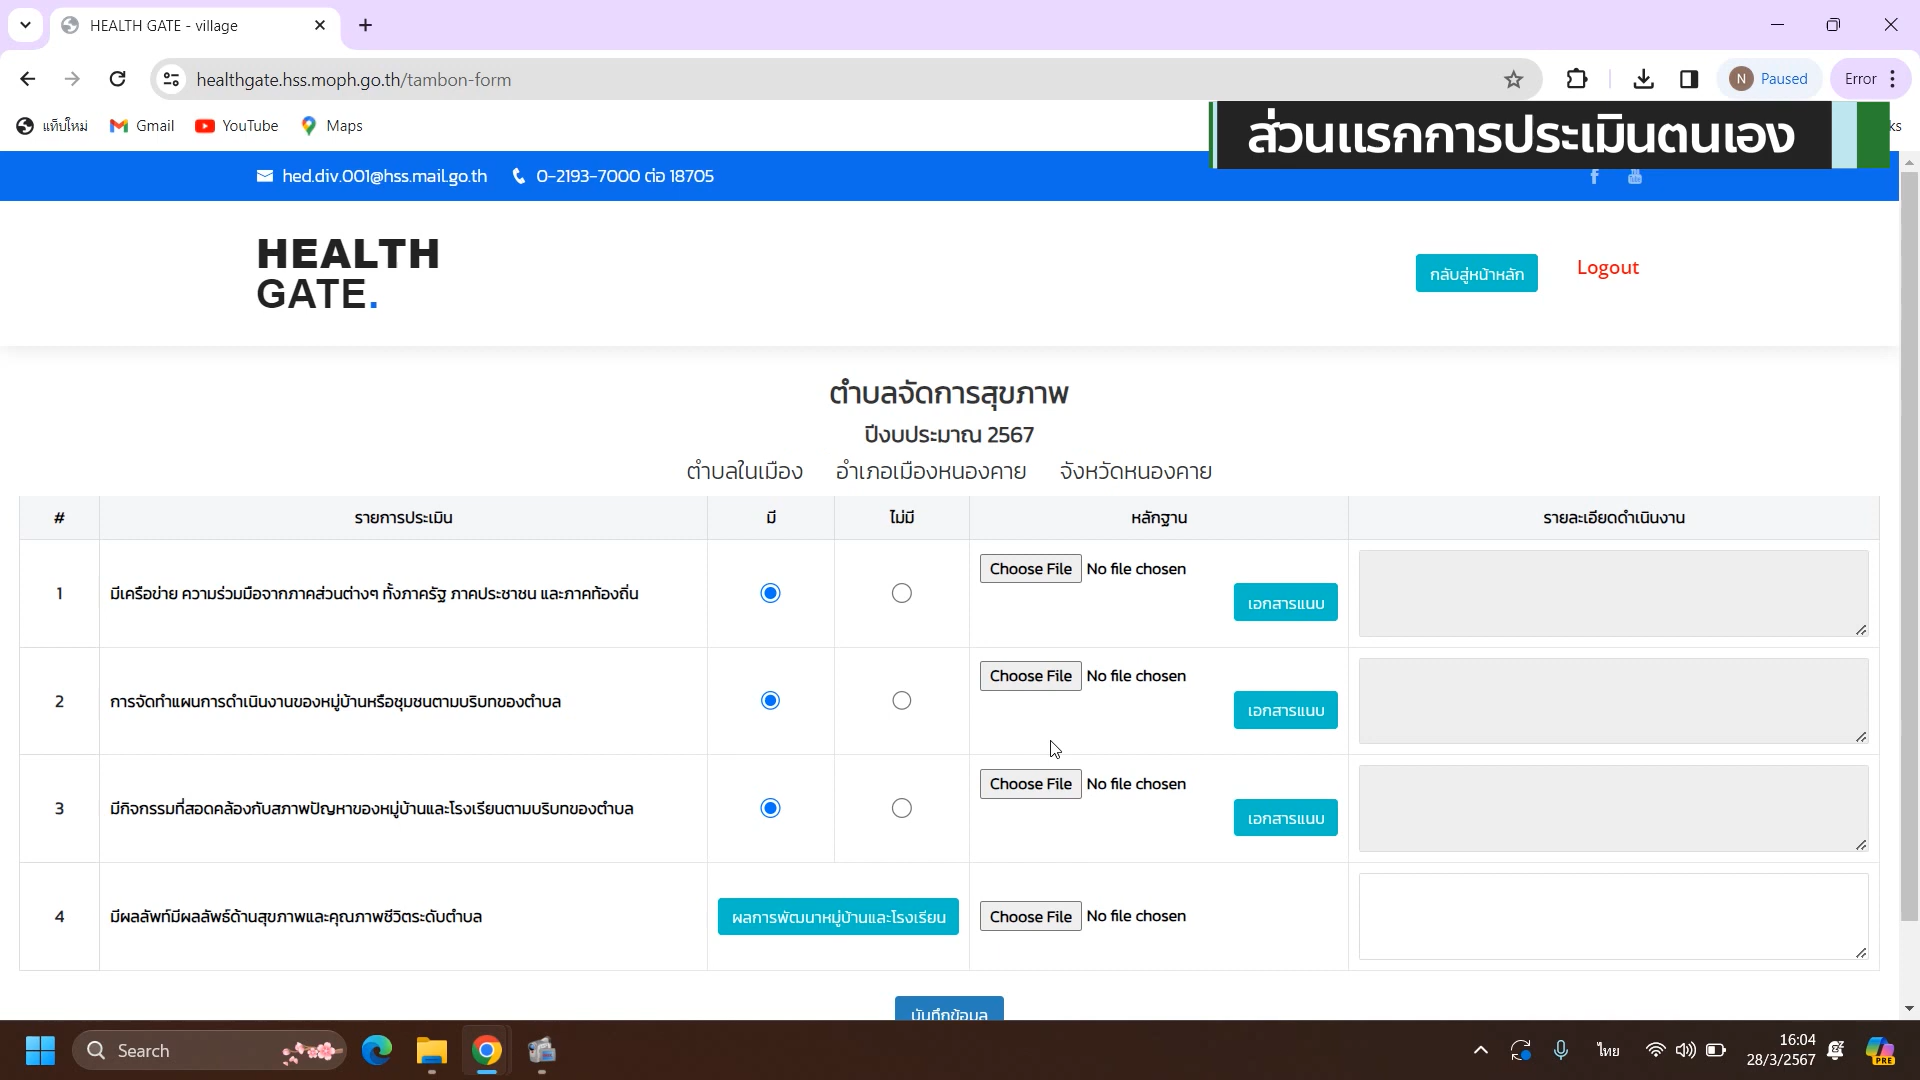 HEALTH GATE - village
healthgate.hss.moph.go.th/tambon-form
N Paused
Error
แท็บใหม่ Gmail YouTube Maps
ส่วนแรกการประเมินตนเอง
hed.div.001@hss.mail.go.th 0-2193-7000 ต่อ 18705
HEALTH
GATE.
กลับสู่หน้าหลัก Logout
ตำบลจัดการสุขภาพ
ปีงบประมาณ 2567
ตำบลในเมือง อำเภอเมืองหนองคาย จังหวัดหนองคาย
# รายการประเมิน มี ไม่มี หลักฐาน รายละเอียดดำเนินงาน
1 มีเครือข่าย ความร่วมมือจากภาคส่วนต่างๆ ทั้งภาครัฐ ภาคประชาชน และภาคท้องถิ่น Choose File No file chosen
เอกสารแนบ
2 การจัดทำแผนการดำเนินงานของหมู่บ้านหรือชุมชนตามบริบทของตำบล Choose File No file chosen
เอกสารแนบ
3 มีกิจกรรมที่สอดคล้องกับสภาพปัญหาของหมู่บ้านและโรงเรียนตามบริบทของตำบล Choose File No file chosen
เอกสารแนบ
4 มีผลลัพท์มีผลลัพธ์ด้านสุขภาพและคุณภาพชีวิตระดับตำบล ผลการพัฒนาหมู่บ้านและโรงเรียน Choose File No file chosen
บันทึกข้อมูล
Search
ไทย
16:04
28/3/2567
PRE